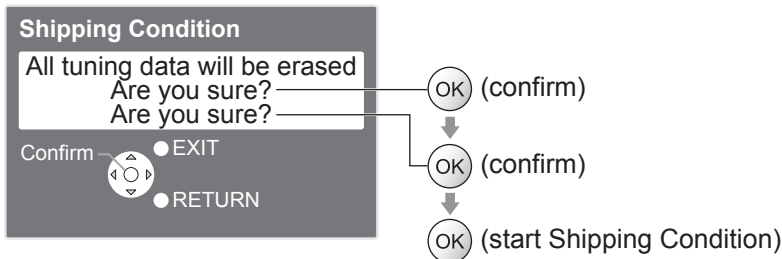 Shipping Condition
All tuning data will be erased
Are you sure?
Are you sure?
Confirm
EXIT
RETURN
OK (confirm)
OK (confirm)
OK (start Shipping Condition)